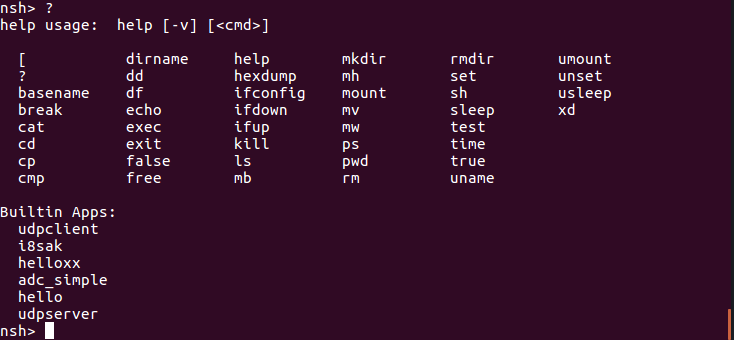 nsh> ?
help usage:  help [-v] [<cmd>]

  [           dirname     help        mkdir       rmdir       umount
  ?           dd          hexdump     mh          set         unset
  basename    df          ifconfig    mount       sh          usleep
  break       echo        ifdown      mv          sleep       xd
  cat         exec        ifup        mw          test
  cd          exit        kill        ps          time
  cp          false       ls          pwd         true
  cmp         free        mb          rm          uname

Builtin Apps:
  udpclient
  i8sak
  helloxx
  adc_simple
  hello
  udpserver
nsh>